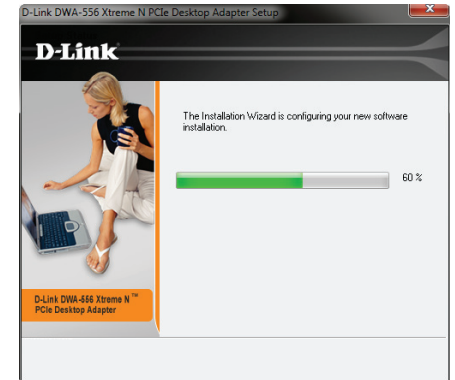 D-Link DWA-556 Xtreme N PCIe Desktop Adapter Setup
D-Link
The Installation Wizard is configuring your new software
installation.
60 %
D-Link DWA-556 Xtreme N ™
PCIe Desktop Adapter